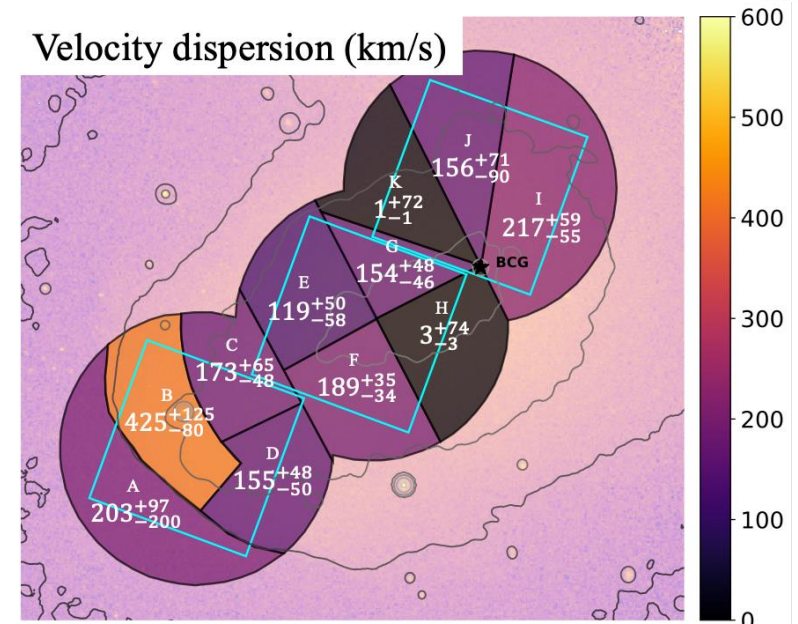 Velocity dispersion (km/s)
600
500
400
300
200
100
0
J
156+71−90
I
217+59−55
K
1+72−1
BCG
G
154+48−46
E
119+50−58
H
3+74−3
C
173+65−48
F
189+35−34
B
425+125−80
D
155+48−50
A
203+97−200